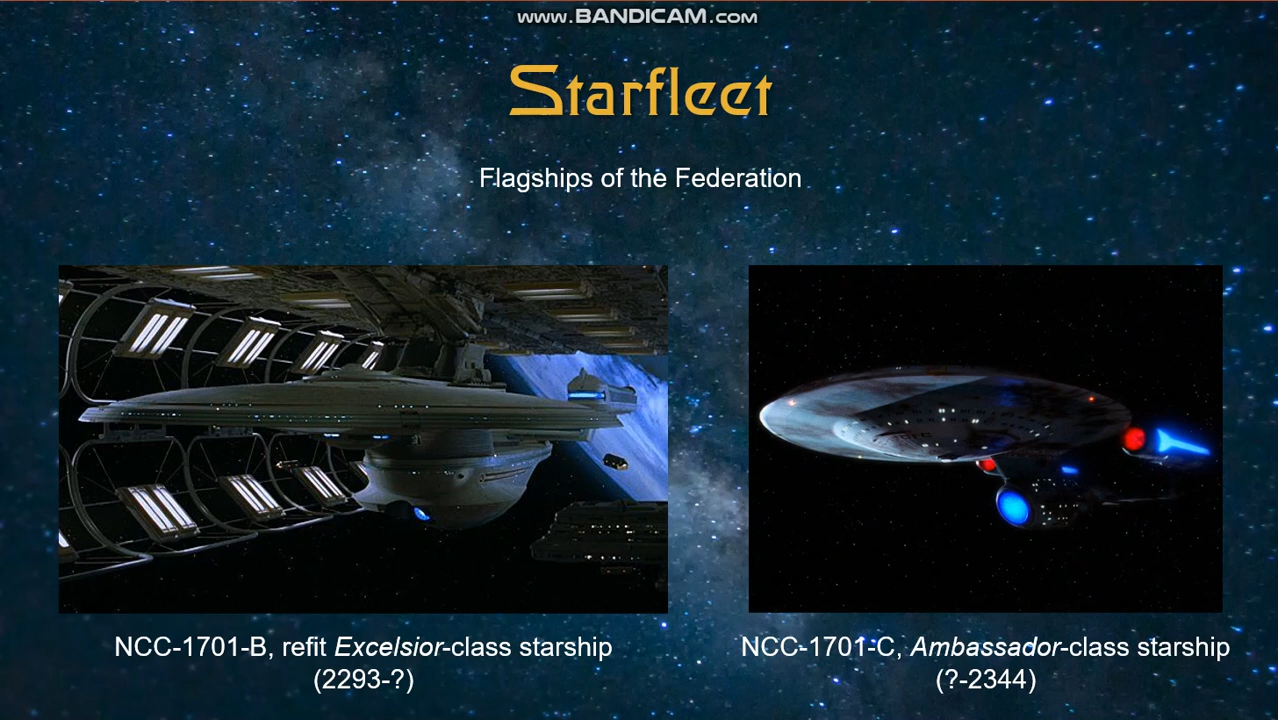 www.BANDICAM.com
Starfleet
Flagships of the Federation
NCC-1701-B, refit Excelsior-class starship
(2293-?)
NCC-1701-C, Ambassador-class starship
(?-2344)